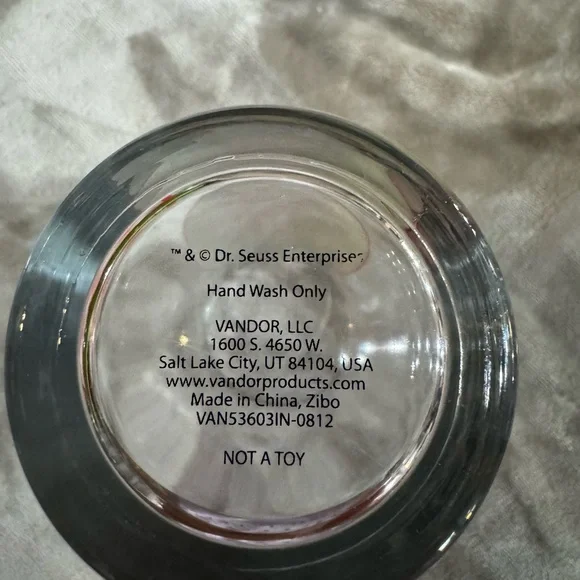 ™ & © Dr. Seuss Enterprises
Hand Wash Only
VANDOR, LLC
1600 S. 4650 W.
Salt Lake City, UT 84104, USA
www.vandorproducts.com
Made in China, Zibo
VAN53603IN-0812
NOT A TOY